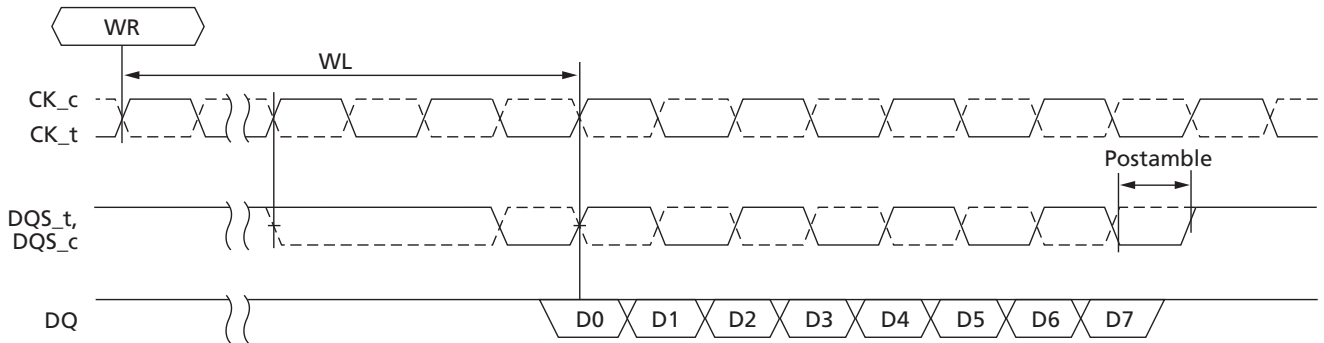 WR
WL
CK_c
CK_t
Postamble
DQS_t,
DQS_c
DQ
D0 D1 D2 D3 D4 D5 D6 D7